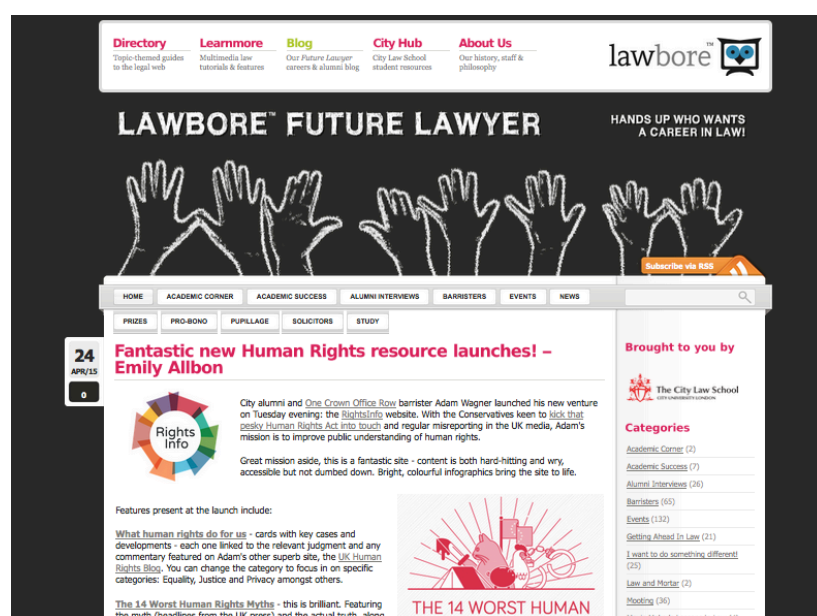 Directory
Topic-themed guides
to the legal web
Learnmore
Multimedia law
tutorials & features
Blog
Our Future Lawyer
careers & alumni blog
City Hub
City Law School
student resources
About Us
Our history, staff &
philosophy
lawbore™
LAWBORE™ FUTURE LAWYER
HANDS UP WHO WANTS
A CAREER IN LAW!
Subscribe via RSS
HOME ACADEMIC CORNER ACADEMIC SUCCESS ALUMNI INTERVIEWS BARRISTERS EVENTS NEWS
PRIZES PRO-BONO PUPILLAGE SOLICITORS STUDY
24
APR/15
0
Fantastic new Human Rights resource launches! –
Emily Allbon
Rights
Info
City alumni and One Crown Office Row barrister Adam Wagner launched his new venture
on Tuesday evening: the RightsInfo website. With the Conservatives keen to kick that
pesky Human Rights Act into touch and regular misreporting in the UK media, Adam's
mission is to improve public understanding of human rights.
Great mission aside, this is a fantastic site - content is both hard-hitting and wry,
accessible but not dumbed down. Bright, colourful infographics bring the site to life.
Features present at the launch include:
What human rights do for us - cards with key cases and
developments - each one linked to the relevant judgment and any
commentary featured on Adam's other superb site, the UK Human
Rights Blog. You can change the category to focus in on specific
categories: Equality, Justice and Privacy amongst others.
The 14 Worst Human Rights Myths - this is brilliant. Featuring
the myth (headlines from the UK press) and the actual truth, along
THE 14 WORST HUMAN
Brought to you by
The City Law School
CITY UNIVERSITY LONDON
Categories
Academic Corner (2)
Academic Success (7)
Alumni Interviews (26)
Barristers (65)
Events (132)
Getting Ahead In Law (21)
I want to do something different!
(25)
Law and Mortar (2)
Mooting (36)